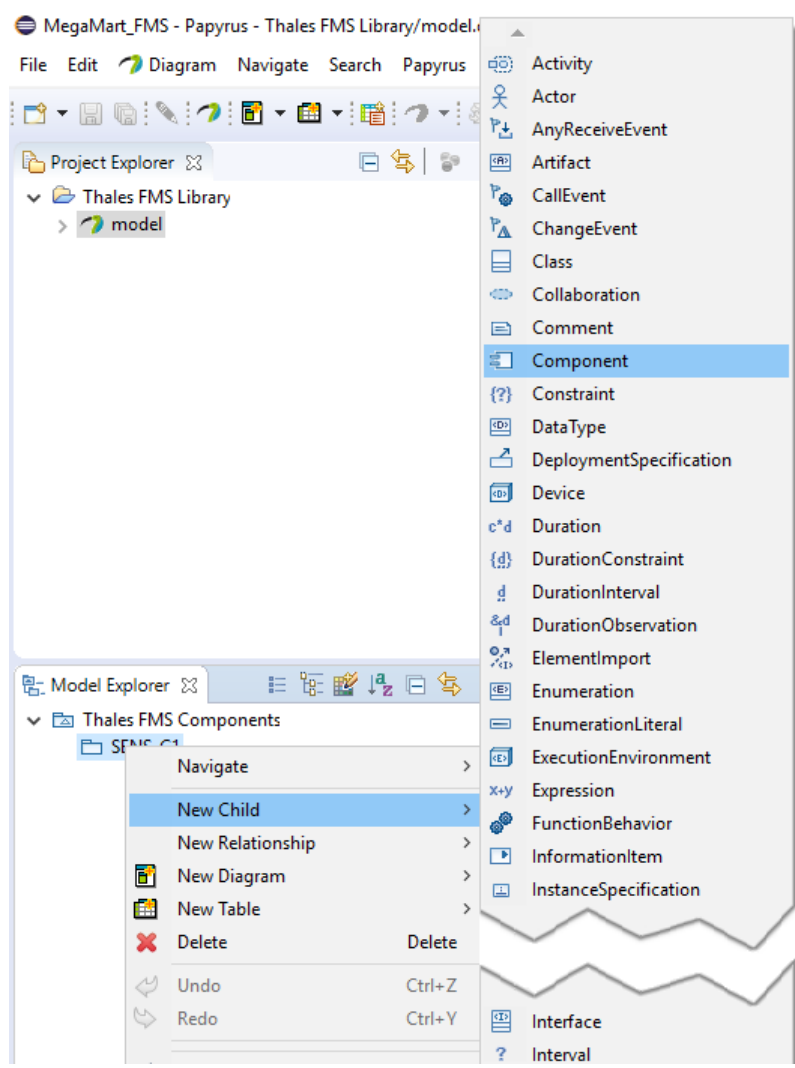 MegaMart_FMS - Papyrus - Thales FMS Library/model.
File Edit Diagram Navigate Search Papyrus
Project Explorer
Thales FMS Library
model
Model Explorer
Thales FMS Components
SENS_C1
Navigate
New Child
New Relationship
New Diagram
New Table
Delete Delete
Undo Ctrl+Z
Redo Ctrl+Y
Activity
Actor
AnyReceiveEvent
Artifact
CallEvent
ChangeEvent
Class
Collaboration
Comment
Component
{?} Constraint
DataType
DeploymentSpecification
Device
Duration
{d} DurationConstraint
DurationInterval
DurationObservation
ElementImport
Enumeration
EnumerationLiteral
ExecutionEnvironment
X+Y Expression
FunctionBehavior
InformationItem
InstanceSpecification
Interface
? Interval